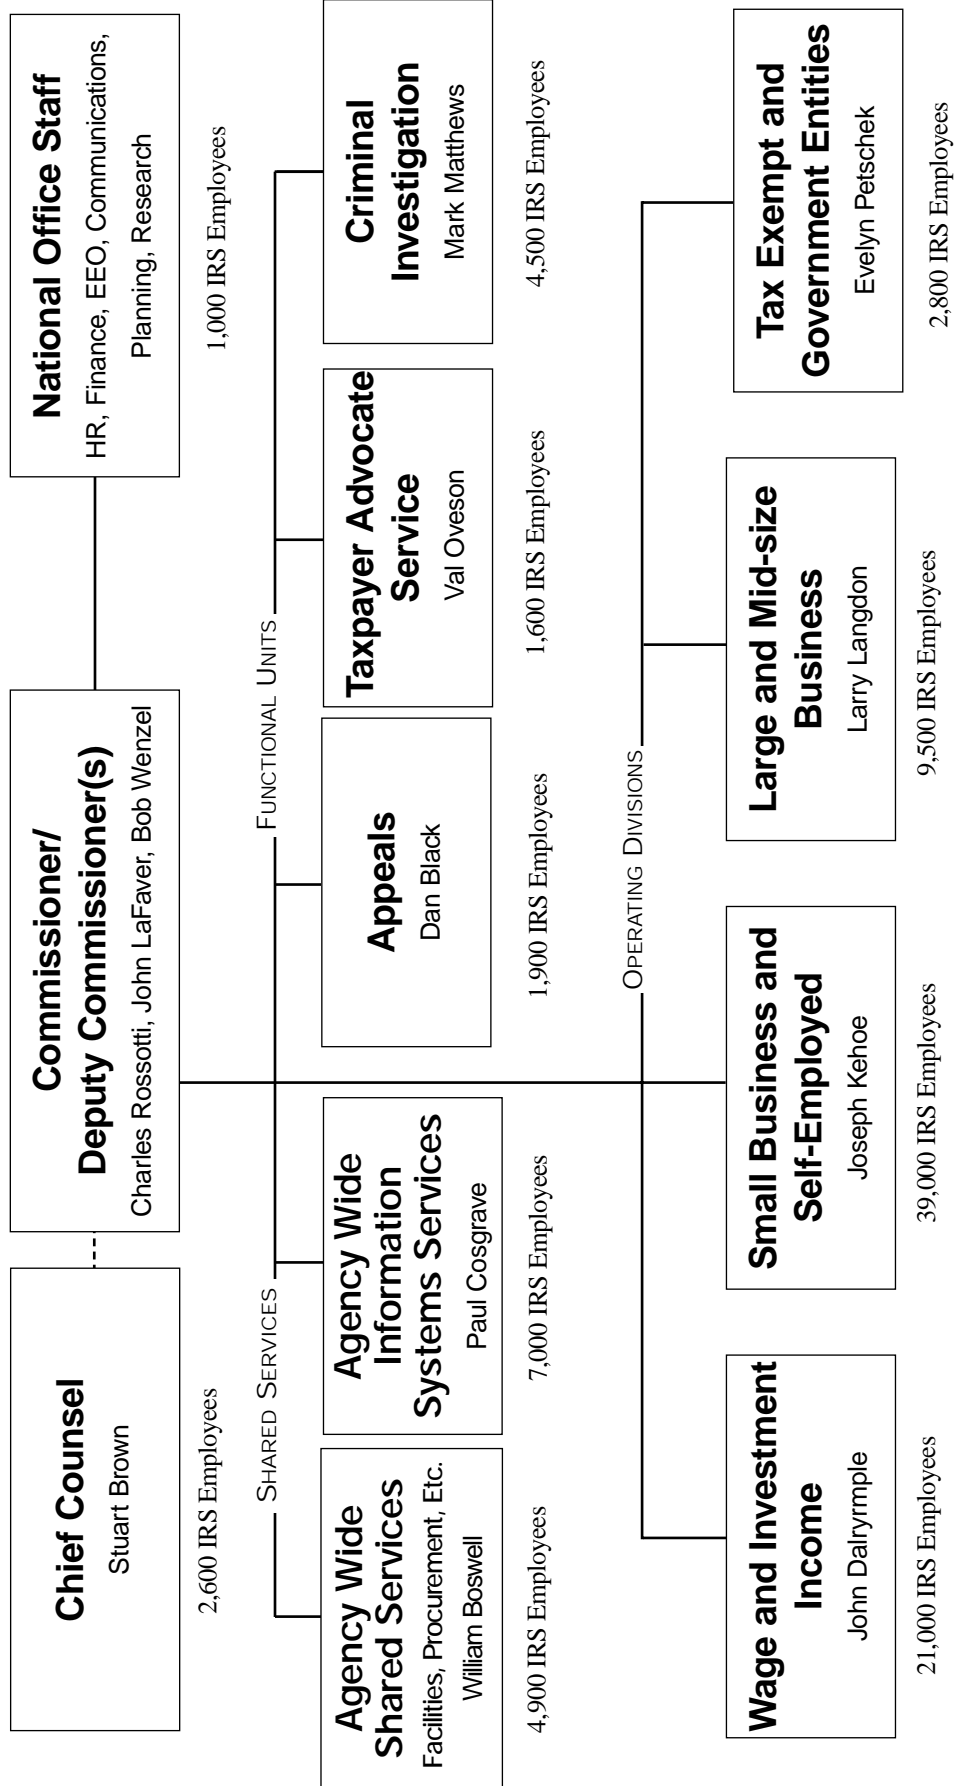 Chief Counsel
Stuart Brown
2,600 IRS Employees
Commissioner/
Deputy Commissioner(s)
Charles Rossotti, John LaFaver, Bob Wenzel
National Office Staff
HR, Finance, EEO, Communications,
Planning, Research
1,000 IRS Employees
SHARED SERVICES
FUNCTIONAL UNITS
Agency Wide
Shared Services
Facilities, Procurement, Etc.
William Boswell
4,900 IRS Employees
Agency Wide
Information
Systems Services
Paul Cosgrave
7,000 IRS Employees
Appeals
Dan Black
1,900 IRS Employees
Taxpayer Advocate
Service
Val Oveson
1,600 IRS Employees
Criminal
Investigation
Mark Matthews
4,500 IRS Employees
OPERATING DIVISIONS
Wage and Investment
Income
John Dalryrmple
21,000 IRS Employees
Small Business and
Self-Employed
Joseph Kehoe
39,000 IRS Employees
Large and Mid-size
Business
Larry Langdon
9,500 IRS Employees
Tax Exempt and
Government Entities
Evelyn Petschek
2,800 IRS Employees